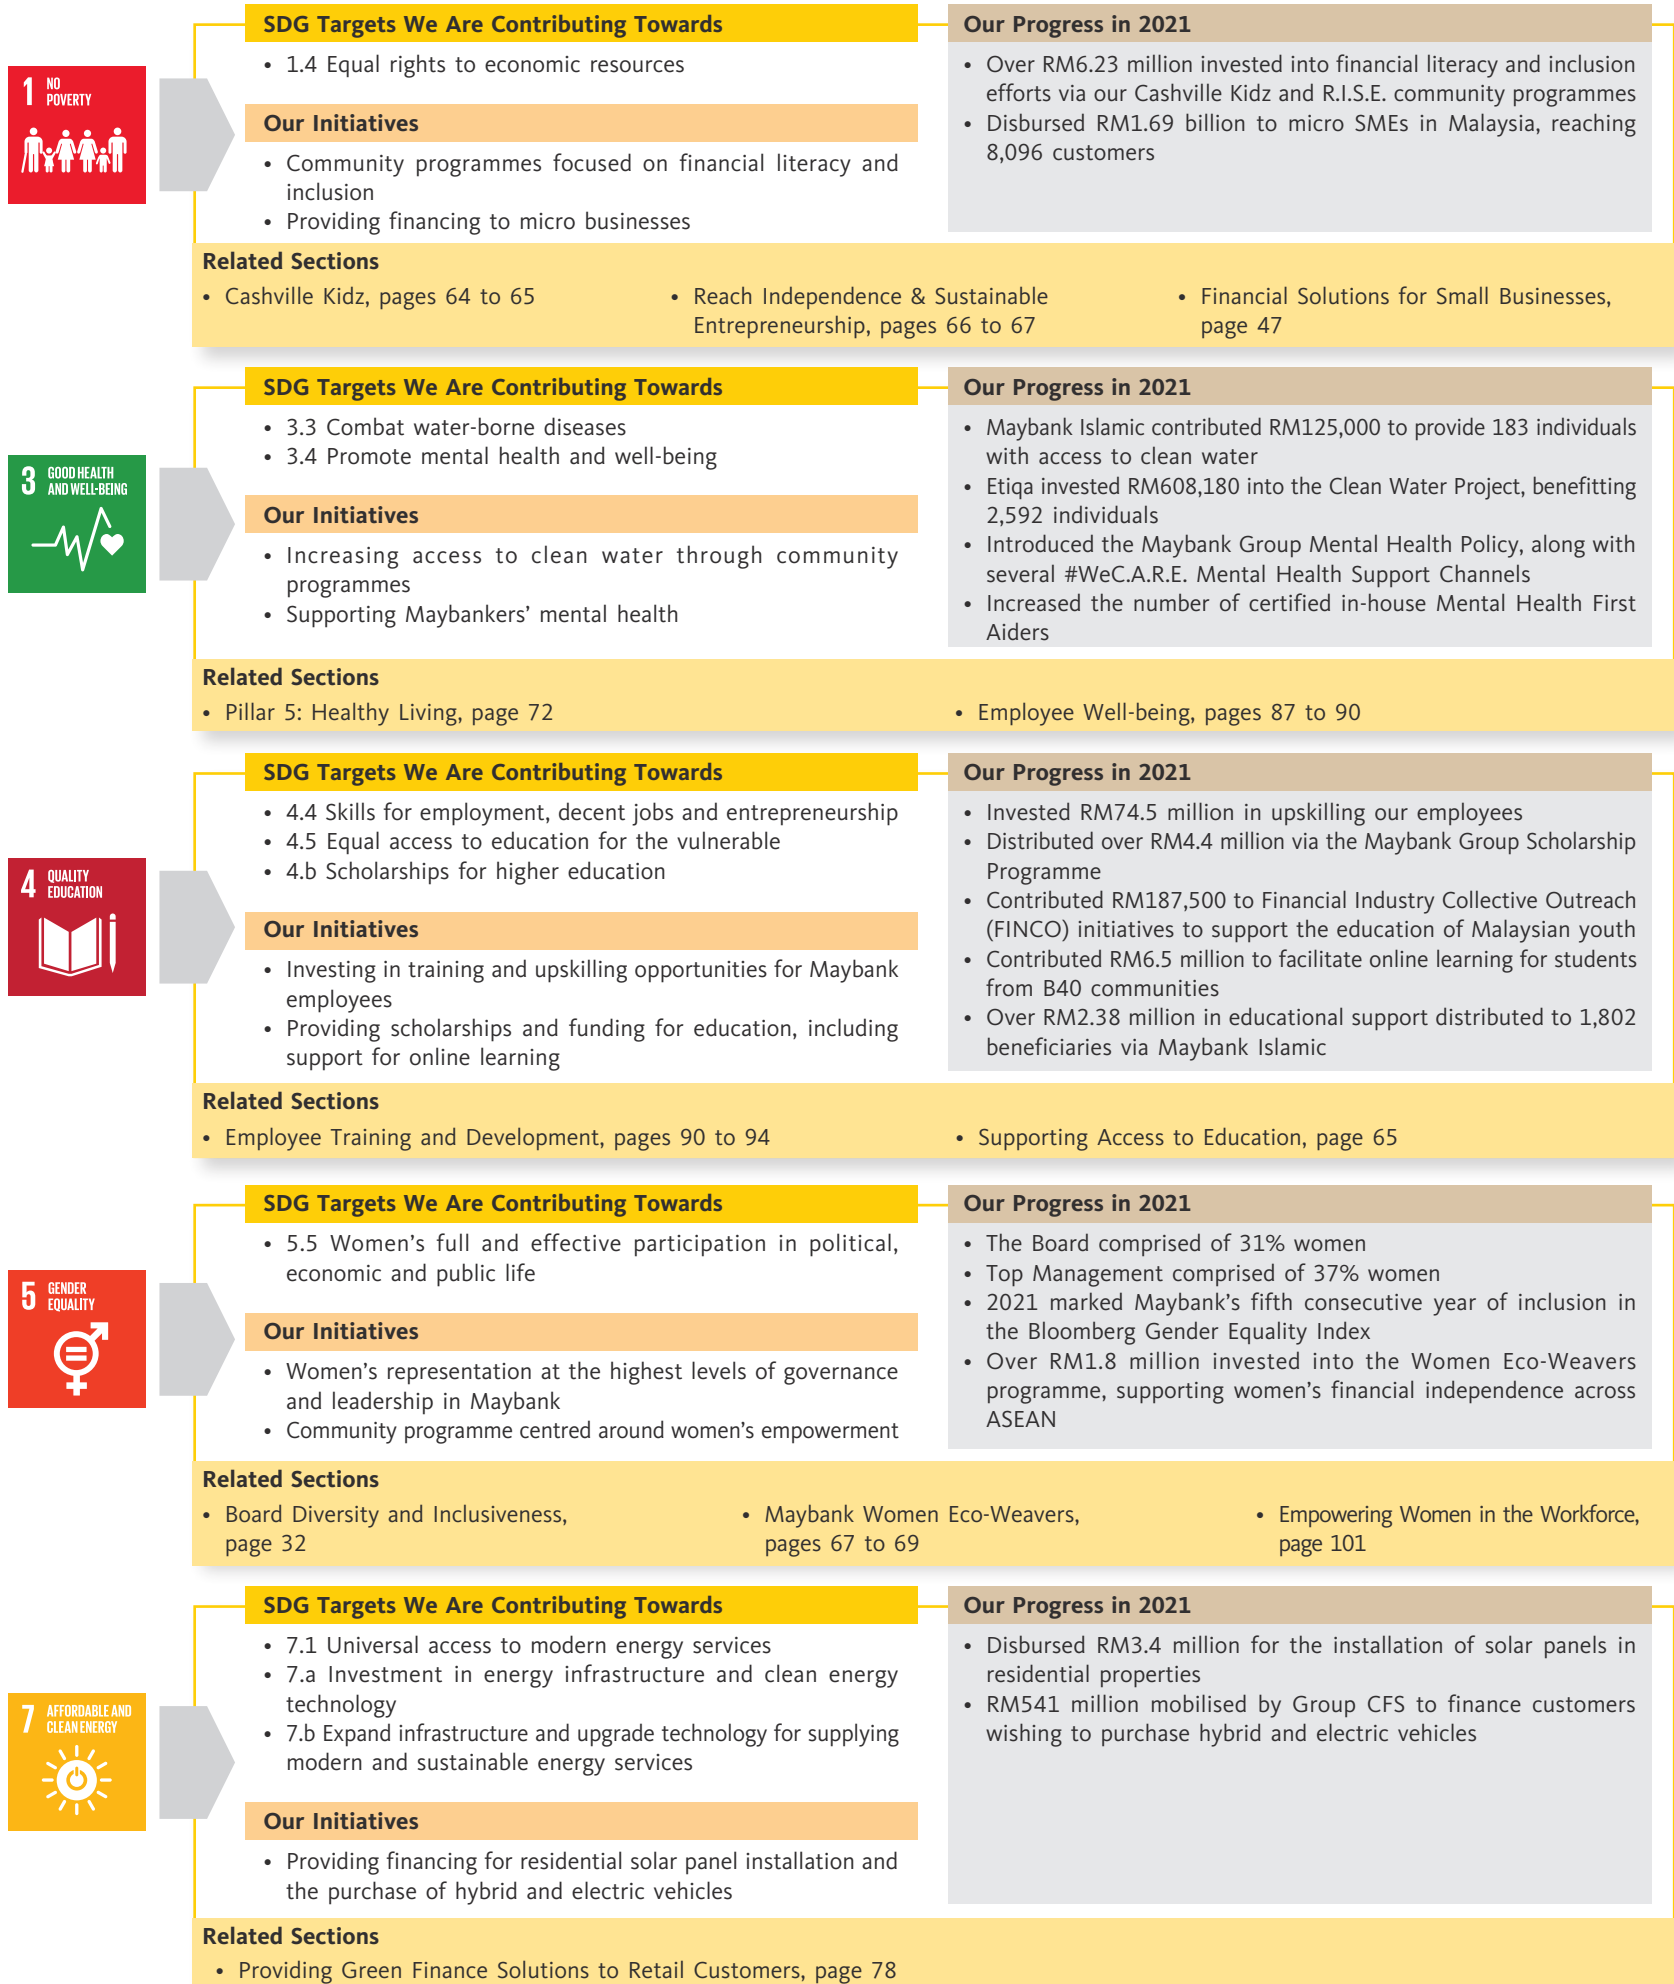 1 NO
POVERTY
SDG Targets We Are Contributing Towards
• 1.4 Equal rights to economic resources
Our Initiatives
• Community programmes focused on financial literacy and
inclusion
• Providing financing to micro businesses
Our Progress in 2021
• Over RM6.23 million invested into financial literacy and inclusion
efforts via our Cashville Kidz and R.I.S.E. community programmes
• Disbursed RM1.69 billion to micro SMEs in Malaysia, reaching
8,096 customers
Related Sections
• Cashville Kidz, pages 64 to 65
• Reach Independence & Sustainable
Entrepreneurship, pages 66 to 67
• Financial Solutions for Small Businesses,
page 47
3 GOOD HEALTH
AND WELL-BEING
SDG Targets We Are Contributing Towards
• 3.3 Combat water-borne diseases
• 3.4 Promote mental health and well-being
Our Initiatives
• Increasing access to clean water through community
programmes
• Supporting Maybankers' mental health
Our Progress in 2021
• Maybank Islamic contributed RM125,000 to provide 183 individuals
with access to clean water
• Etiqa invested RM608,180 into the Clean Water Project, benefitting
2,592 individuals
• Introduced the Maybank Group Mental Health Policy, along with
several #WeC.A.R.E. Mental Health Support Channels
• Increased the number of certified in-house Mental Health First
Aiders
Related Sections
• Pillar 5: Healthy Living, page 72
• Employee Well-being, pages 87 to 90
4 QUALITY
EDUCATION
SDG Targets We Are Contributing Towards
• 4.4 Skills for employment, decent jobs and entrepreneurship
• 4.5 Equal access to education for the vulnerable
• 4.b Scholarships for higher education
Our Initiatives
• Investing in training and upskilling opportunities for Maybank
employees
• Providing scholarships and funding for education, including
support for online learning
Our Progress in 2021
• Invested RM74.5 million in upskilling our employees
• Distributed over RM4.4 million via the Maybank Group Scholarship
Programme
• Contributed RM187,500 to Financial Industry Collective Outreach
(FINCO) initiatives to support the education of Malaysian youth
• Contributed RM6.5 million to facilitate online learning for students
from B40 communities
• Over RM2.38 million in educational support distributed to 1,802
beneficiaries via Maybank Islamic
Related Sections
• Employee Training and Development, pages 90 to 94
• Supporting Access to Education, page 65
5 GENDER
EQUALITY
SDG Targets We Are Contributing Towards
• 5.5 Women's full and effective participation in political,
economic and public life
Our Initiatives
• Women's representation at the highest levels of governance
and leadership in Maybank
• Community programme centred around women's empowerment
Our Progress in 2021
• The Board comprised of 31% women
• Top Management comprised of 37% women
• 2021 marked Maybank's fifth consecutive year of inclusion in
the Bloomberg Gender Equality Index
• Over RM1.8 million invested into the Women Eco-Weavers
programme, supporting women's financial independence across
ASEAN
Related Sections
• Board Diversity and Inclusiveness,
page 32
• Maybank Women Eco-Weavers,
pages 67 to 69
• Empowering Women in the Workforce,
page 101
7 AFFORDABLE AND
CLEAN ENERGY
SDG Targets We Are Contributing Towards
• 7.1 Universal access to modern energy services
• 7.a Investment in energy infrastructure and clean energy
technology
• 7.b Expand infrastructure and upgrade technology for supplying
modern and sustainable energy services
Our Initiatives
• Providing financing for residential solar panel installation and
the purchase of hybrid and electric vehicles
Our Progress in 2021
• Disbursed RM3.4 million for the installation of solar panels in
residential properties
• RM541 million mobilised by Group CFS to finance customers
wishing to purchase hybrid and electric vehicles
Related Sections
• Providing Green Finance Solutions to Retail Customers, page 78